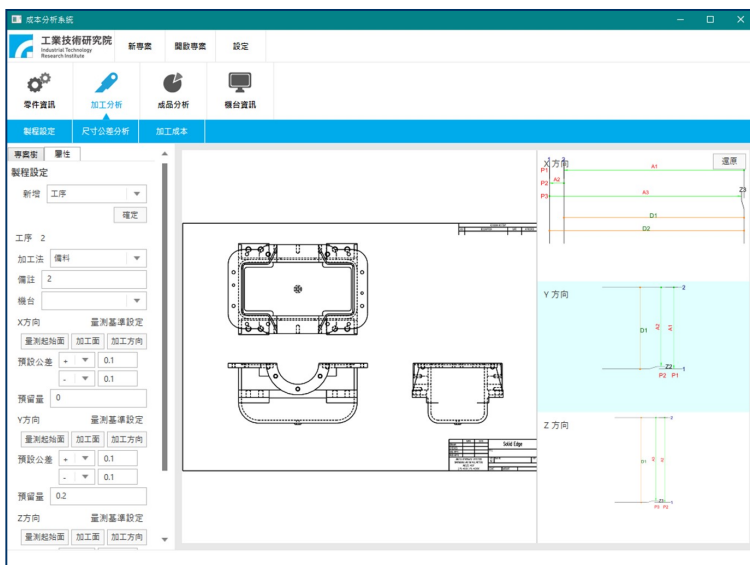 成本分析系統
工業技術研究院
Industrial Technology
Research Institute
新專案 開啟專案 設定
零件資訊 加工分析 成品分析 機台資訊
製程設定 尺寸公差分析 加工成本
專案樹 屬性
製程設定
新增 工序
確定
工序 2
加工法 備料
備註 2
機台
X方向 量測基準設定
量測起始面 加工面 加工方向
預設公差 + 0.1
- 0.1
預留量 0
Y方向 量測基準設定
量測起始面 加工面 加工方向
預設公差 + 0.1
- 0.1
預留量 0.2
Z方向 量測基準設定
量測起始面 加工面 加工方向
Solid Edge
X方向 還原
P1 A1
P2 A2
P3 A3 Z3
D1
D2
Y方向
2
D1 A2 A1
Z2 1
P2 P1
Z方向
2
D1
1